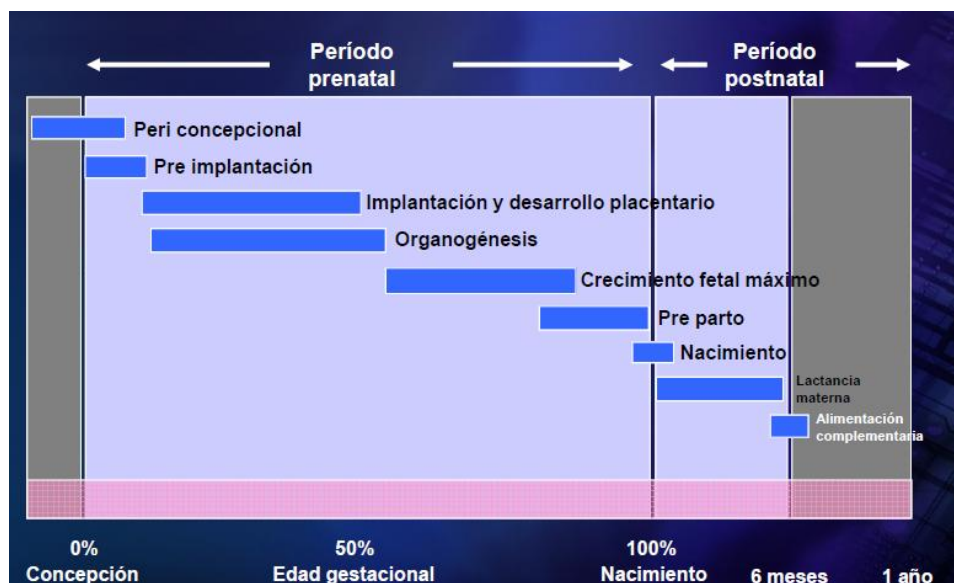 Período
prenatal
Período
postnatal
Peri concepcional
Pre implantación
Implantación y desarrollo placentario
Organogénesis
Crecimiento fetal máximo
Pre parto
Nacimiento
Lactancia
materna
Alimentación
complementaria
0%
Concepción
50%
Edad gestacional
100%
Nacimiento
6 meses
1 año